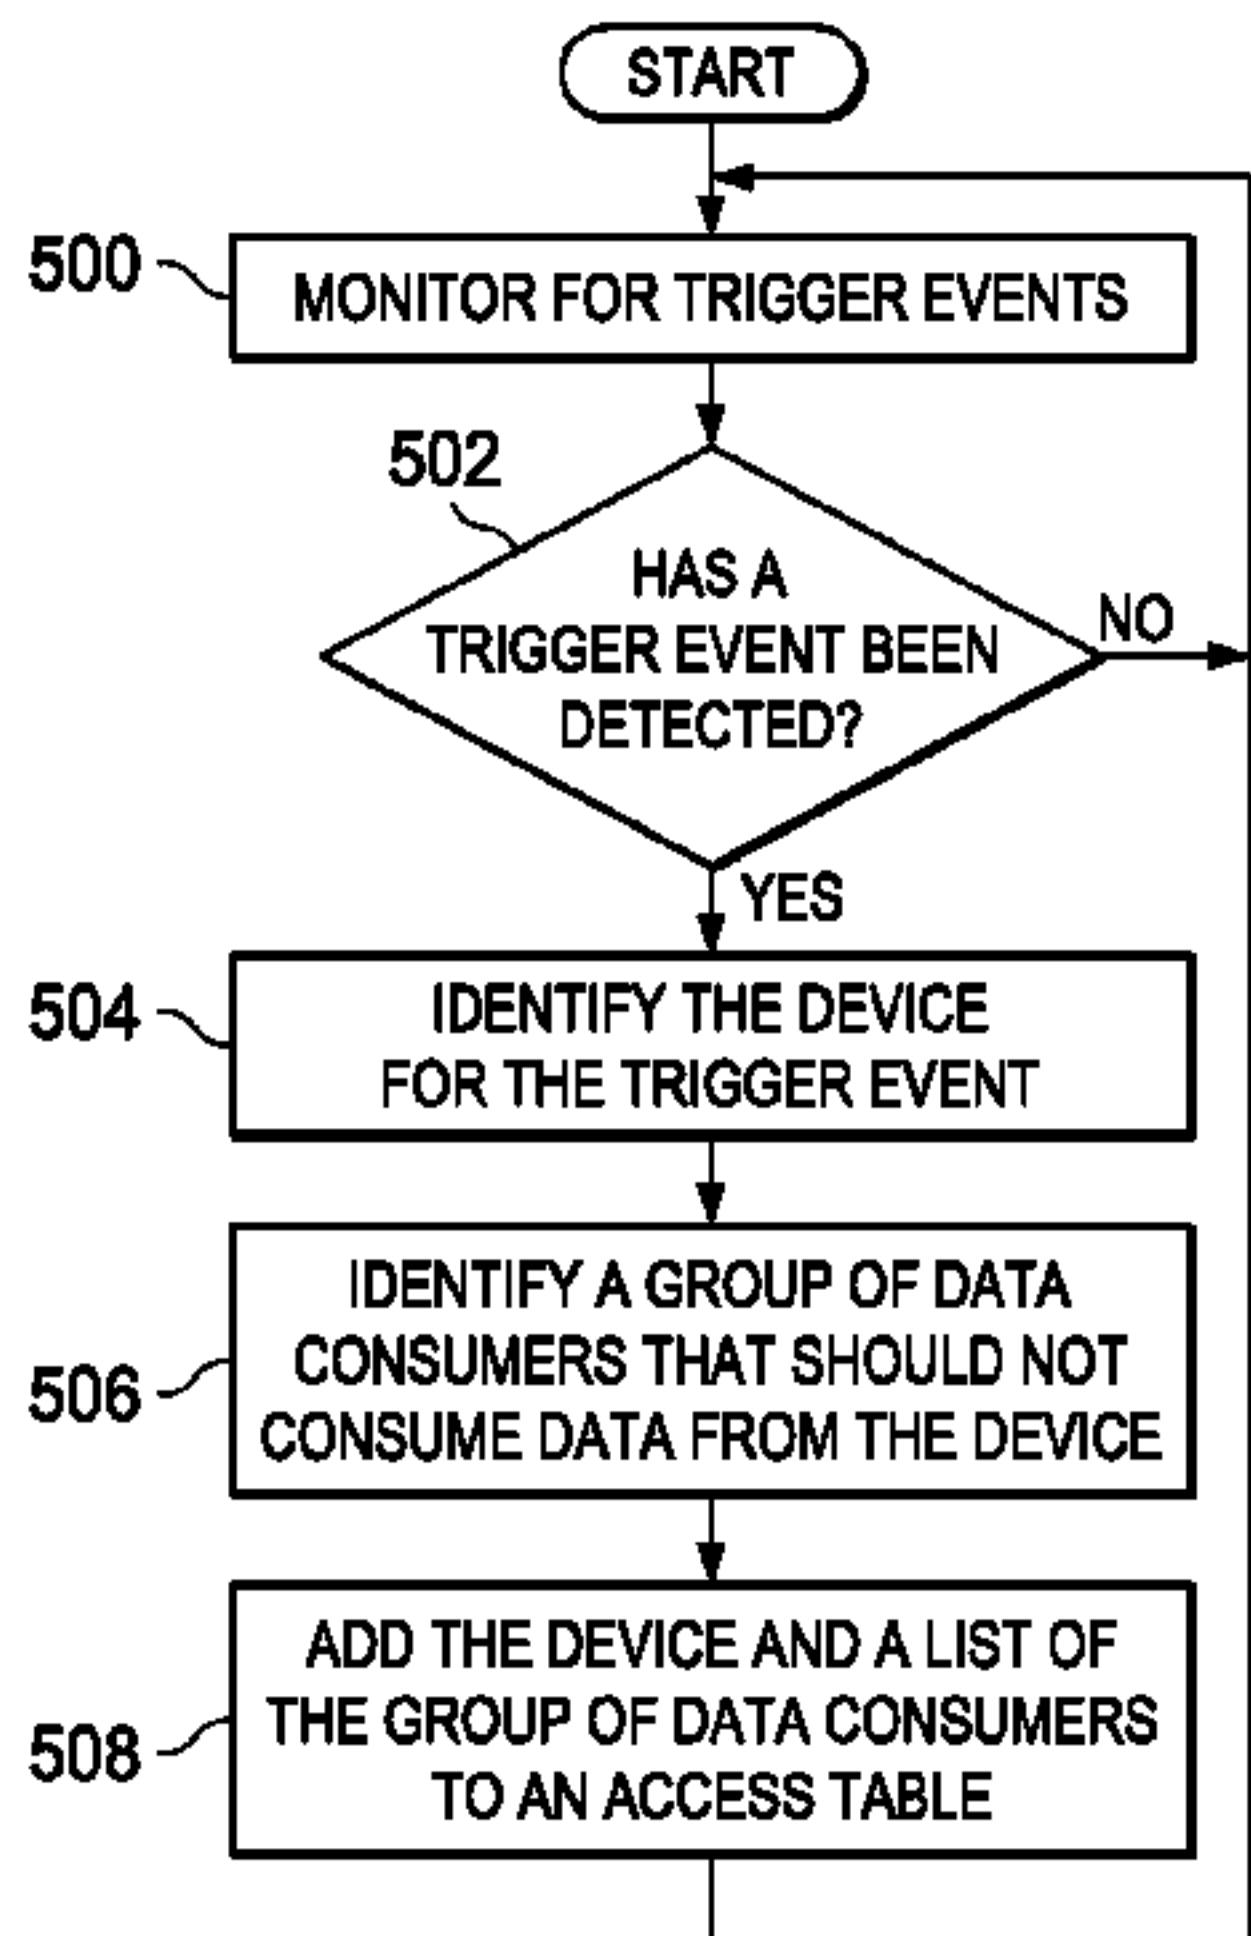 START
500
MONITOR FOR TRIGGER EVENTS
502
HAS A
TRIGGER EVENT BEEN
DETECTED?
NO
YES
504
IDENTIFY THE DEVICE
FOR THE TRIGGER EVENT
506
IDENTIFY A GROUP OF DATA
CONSUMERS THAT SHOULD NOT
CONSUME DATA FROM THE DEVICE
508
ADD THE DEVICE AND A LIST OF
THE GROUP OF DATA CONSUMERS
TO AN ACCESS TABLE